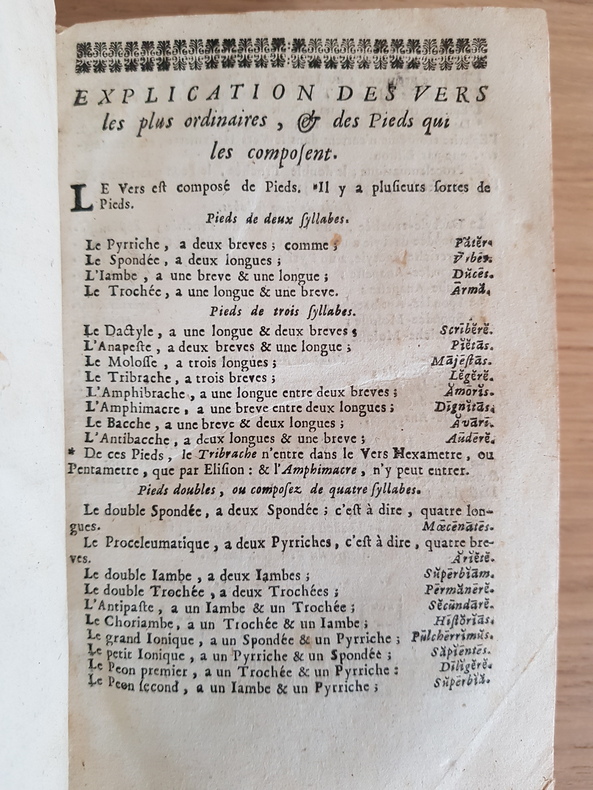 EXPLICATION DES VERS
les plus ordinaires, & des Pieds qui
les compoſent.
LE Vers eſt compoſé de Pieds. Il y a pluſieurs ſortes de
Pieds.
Pieds de deux ſyllabes.
Le Pyrriche, a deux breves; comme; Pătĕr.
Le Spondée, a deux longues; V̄rbēs.
L'Iambe, a une breve & une longue; Dŭcēs.
Le Trochée, a une longue & une breve. Ārmă.
Pieds de trois ſyllabes.
Le Dactyle, a une longue & deux breves; Scrībĕrĕ.
L'Anapeſte, a deux breves & une longue; Pĭĕtās.
Le Moloſſe, a trois longues; Mājēſtās.
Le Tribrache, a trois breves; Lĕgĕrĕ.
L'Amphibrache, a une longue entre deux breves; Ămōrĭs.
L'Amphimacre, a une breve entre deux longues; Dīgnĭtās.
Le Bacche, a une breve & deux longues; Ăvārī.
L'Antibacche, a deux longues & une breve; Aūdērĕ.
* De ces Pieds, le Tribrache n'entre dans le Vers Hexametre, ou
Pentametre, que par Eliſion: & l'Amphimacre, n'y peut entrer.
Pieds doubles, ou compoſez de quatre ſyllabes.
Le double Spondée, a deux Spondée; c'eſt à dire, quatre lon-
gues. Mœ̄cēnātēs.
Le Proceleumatique, a deux Pyrriches, c'eſt à dire, quatre bre-
ves. Ărĭĕtĕ.
Le double Iambe, a deux Iambes; Sŭpērbĭām.
Le double Trochée, a deux Trochées; Pērmănērĕ.
L'Antipaſte, a un Iambe & un Trochée; Sĕcūndārĕ.
Le Choriambe, a un Trochée & un Iambe; Hīſtŏrĭās.
Le grand Ionique, a un Spondée & un Pyrriche; Pūlchērrĭmŭs.
Le petit Ionique, a un Pyrriche & un Spondée; Săpĭēntēs.
Le Peon premier, a un Trochée & un Pyrriche: Dīlĭgĕrĕ.
Le Peon ſecond, a un Iambe & un Pyrriche; Sŭpērbĭă.